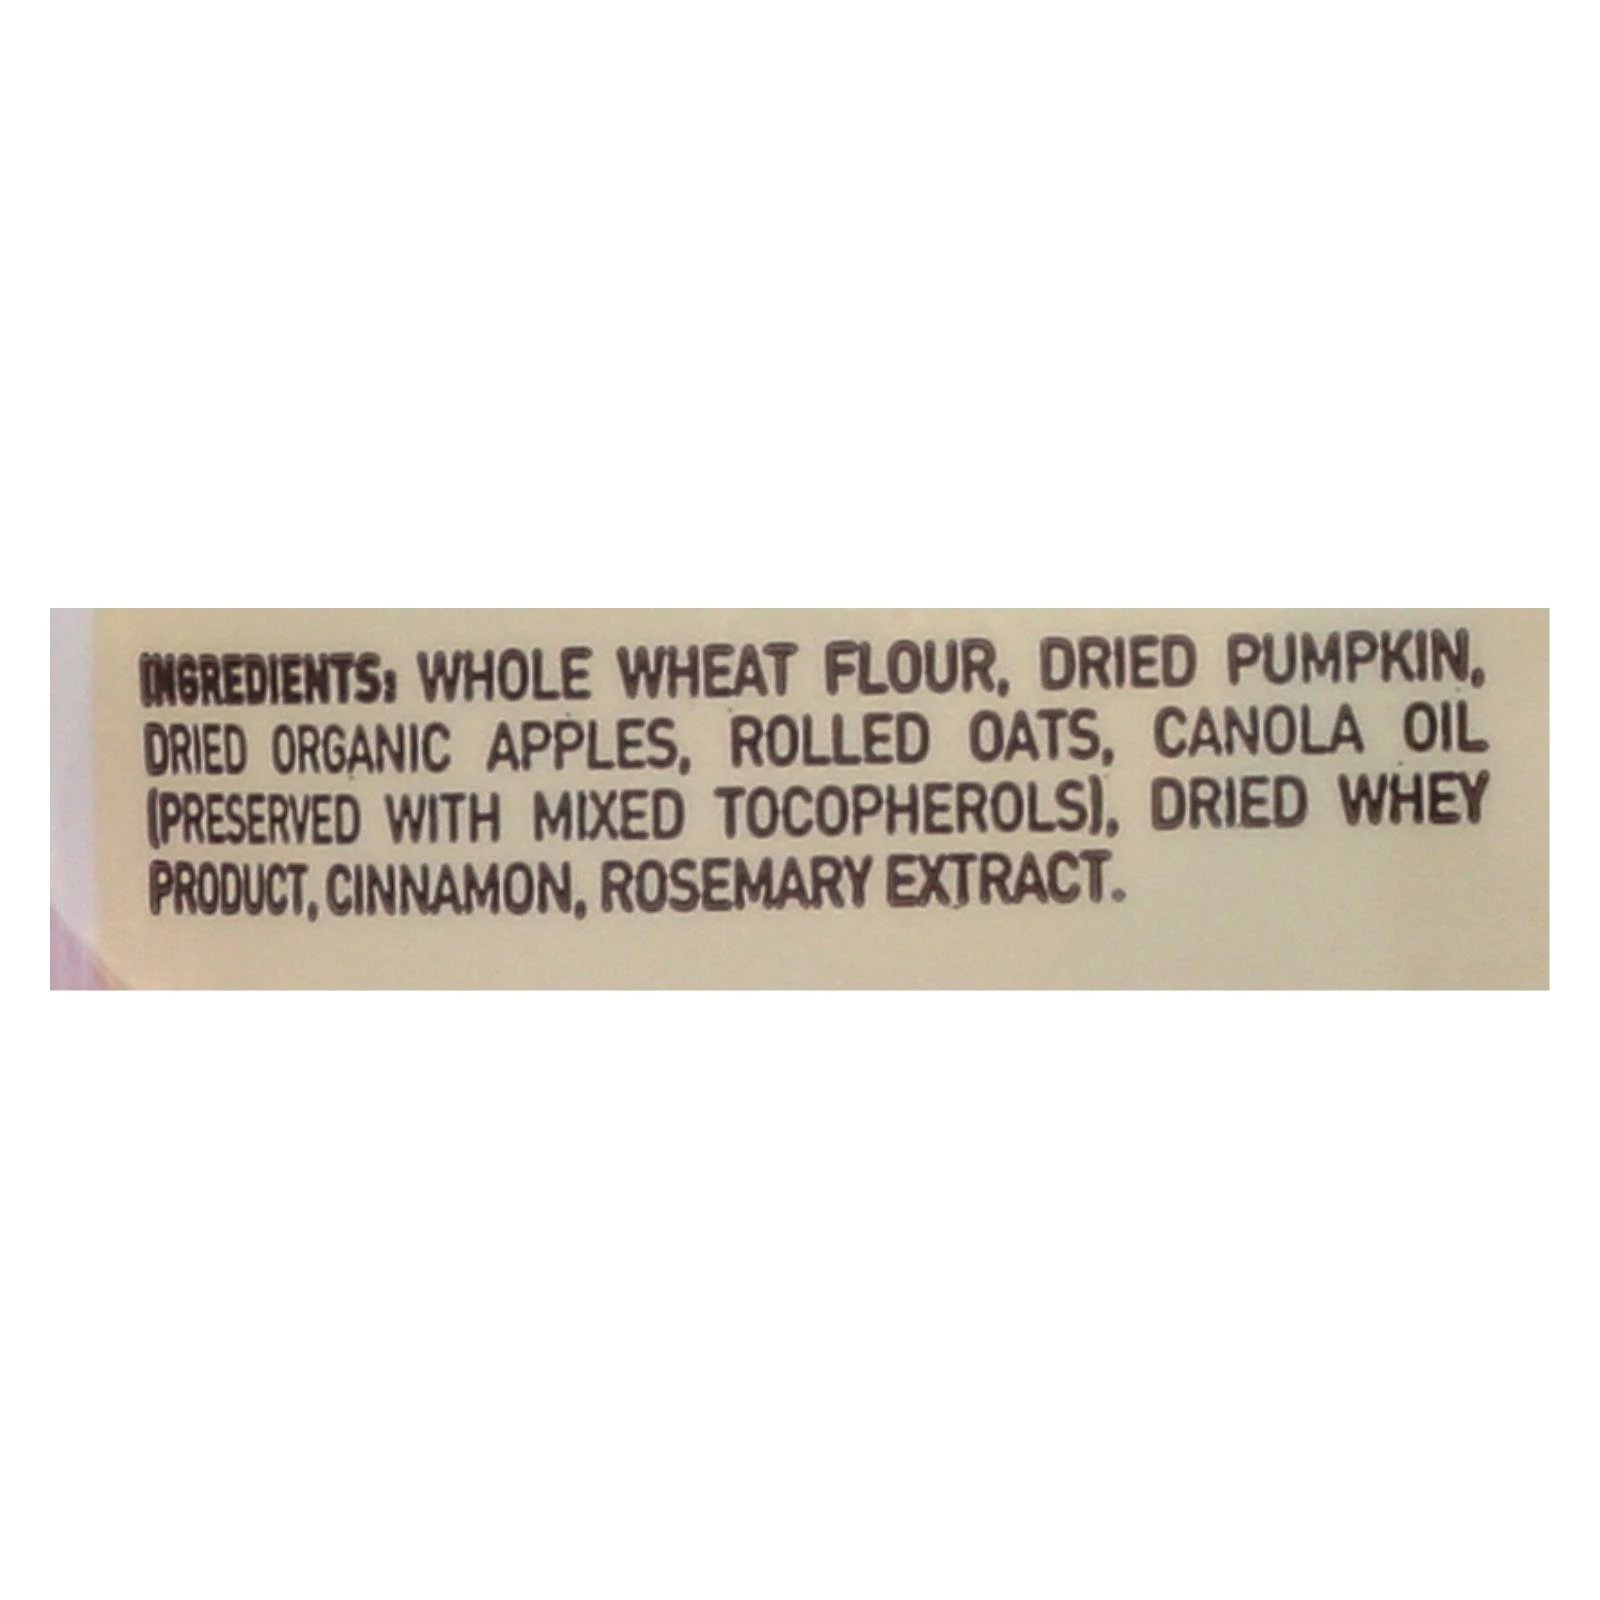 INGREDIENTS: WHOLE WHEAT FLOUR, DRIED PUMPKIN,
DRIED ORGANIC APPLES, ROLLED OATS, CANOLA OIL
(PRESERVED WITH MIXED TOCOPHEROLS), DRIED WHEY
PRODUCT, CINNAMON, ROSEMARY EXTRACT.